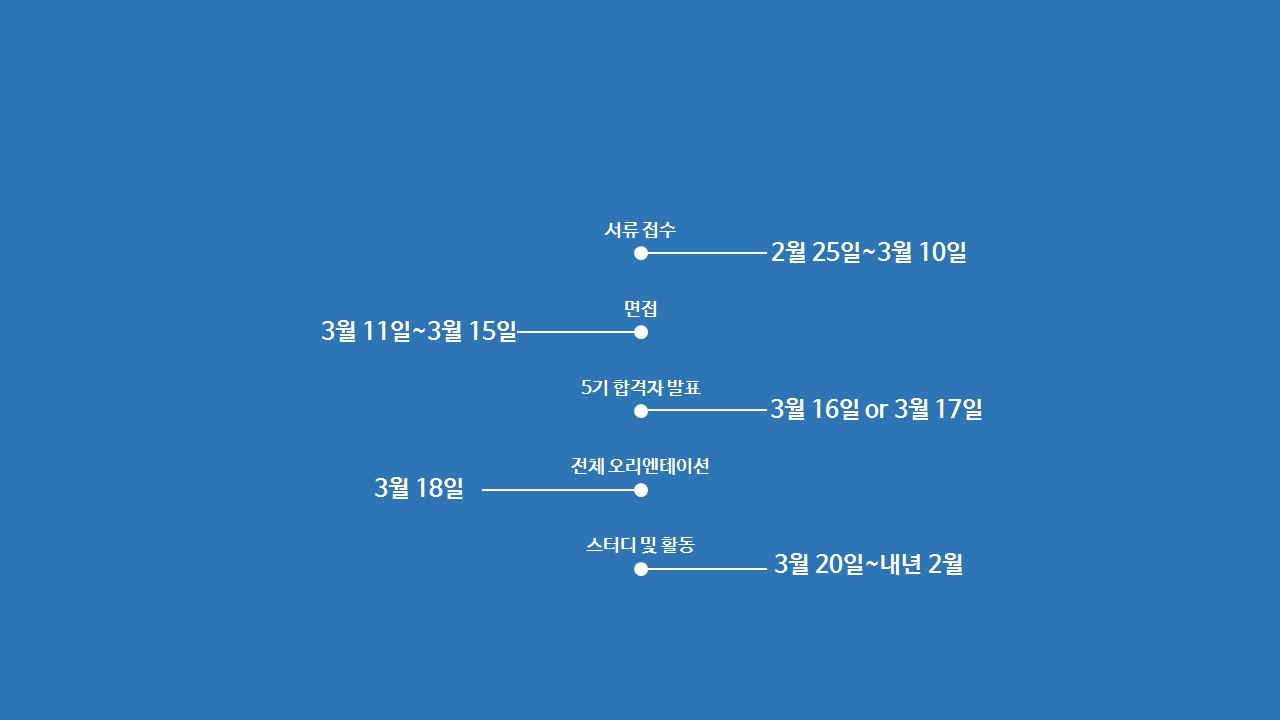 서류 접수
2월 25일~3월 10일
면접
3월 11일~3월 15일
5기 합격자 발표
3월 16일 or 3월 17일
전체 오리엔테이션
3월 18일
스터디 및 활동
3월 20일~내년 2월